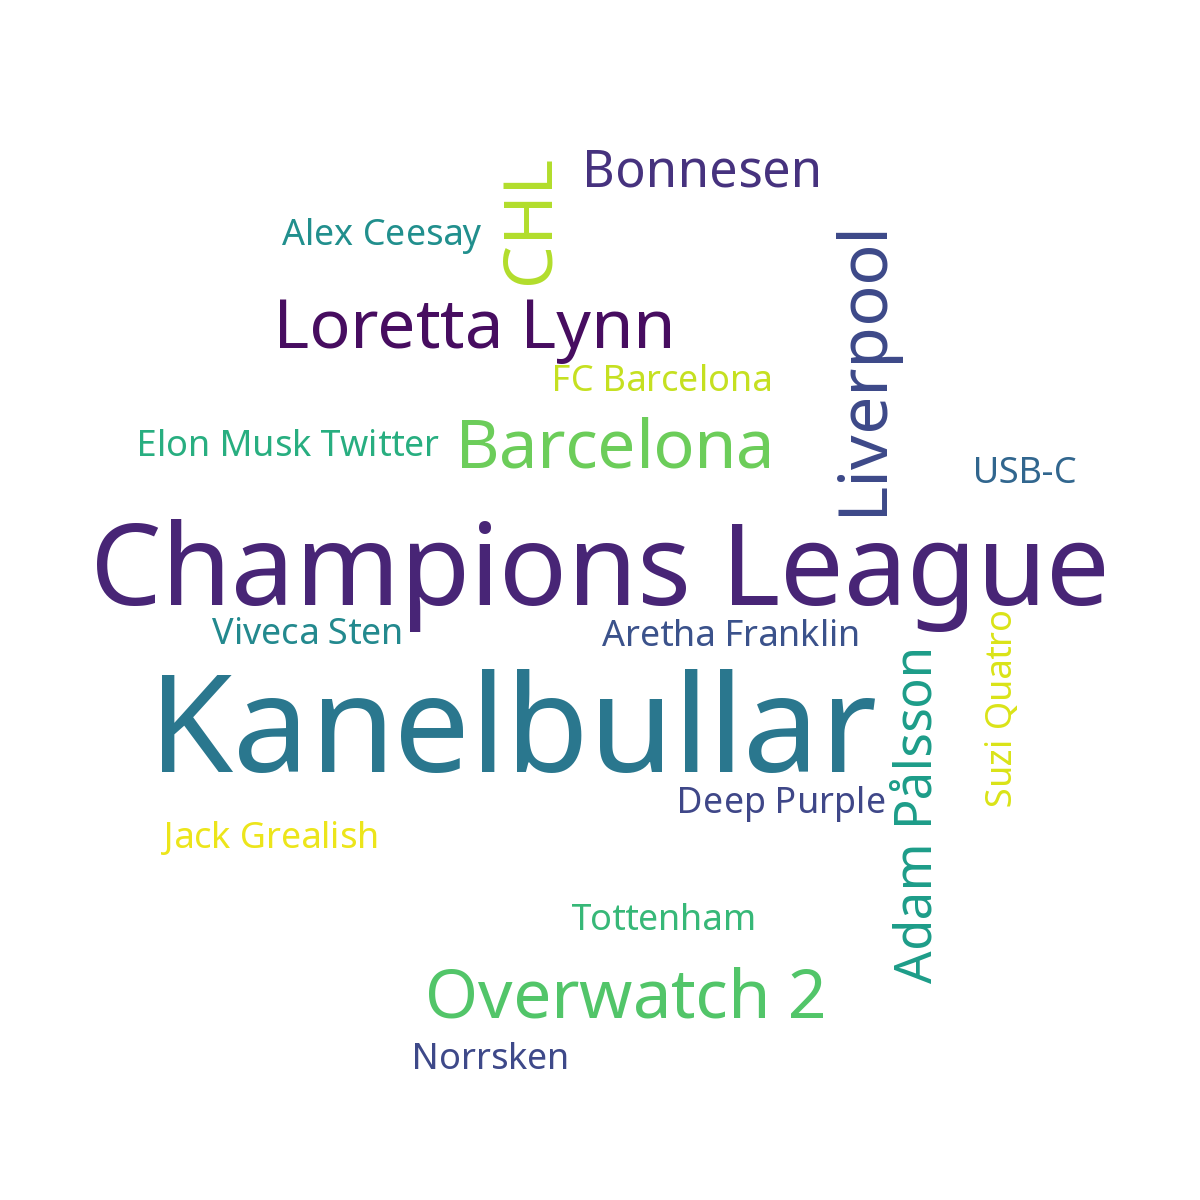 Bonnesen
CHL
Alex Ceesay
Liverpool
Loretta Lynn
FC Barcelona
Elon Musk Twitter
Barcelona
USB-C
Champions League
Viveca Sten
Aretha Franklin
Suzi Quatro
Kanelbullar
Adam Pålsson
Deep Purple
Jack Grealish
Tottenham
Overwatch 2
Norrsken